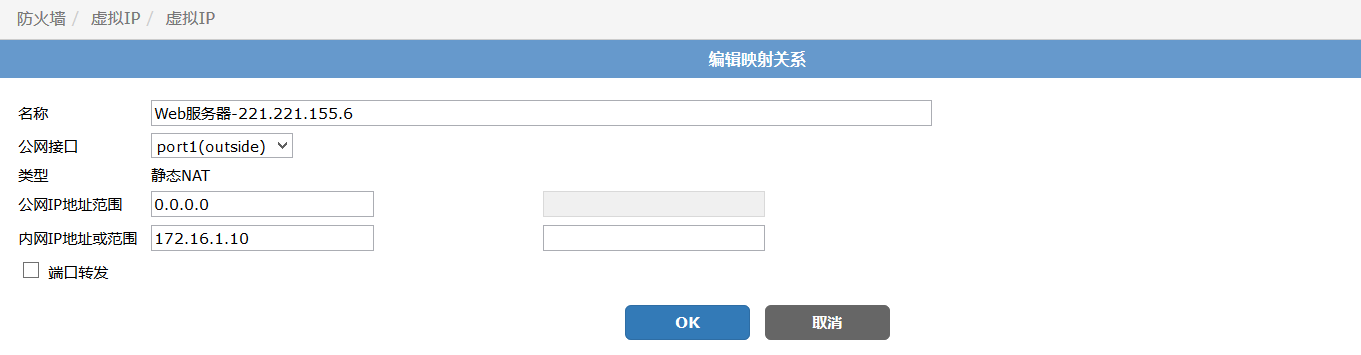 防火墙 / 虚拟IP / 虚拟IP
编辑映射关系
名称 Web服务器-221.221.155.6
公网接口 port1(outside)
类型 静态NAT
公网IP地址范围 0.0.0.0
内网IP地址或范围 172.16.1.10
端口转发
OK 取消